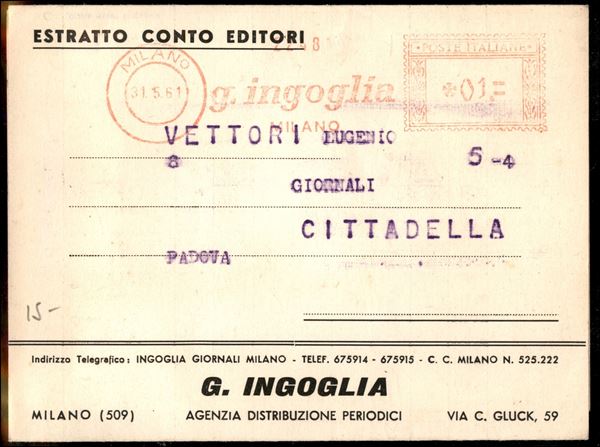 ESTRATTO CONTO EDITORI
MILANO
31.5.61
g. ingoglia
MILANO
POSTE ITALIANE
*01=
VETTORI EUGENIO
8 5-4
GIORNALI
CITTADELLA
PADOVA
15-
Indirizzo Telegrafico: INGOGLIA GIORNALI MILANO - TELEF. 675914 - 675915 - C. C. MILANO N. 525.222
G. INGOGLIA
MILANO (509) AGENZIA DISTRIBUZIONE PERIODICI VIA C. GLUCK, 59